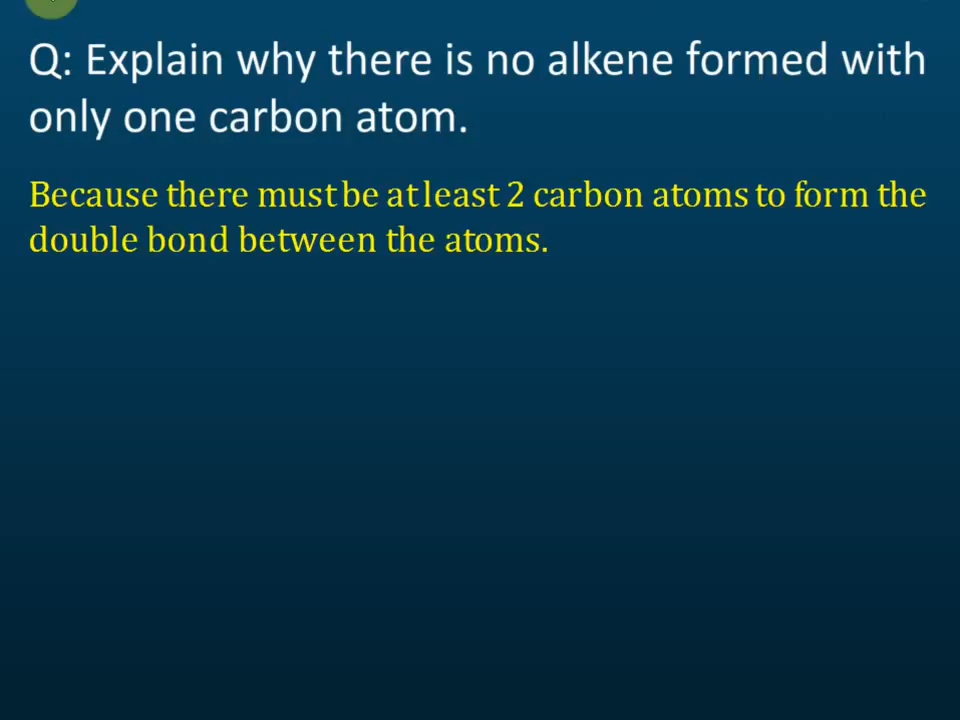 Q: Explain why there is no alkene formed with
only one carbon atom.
Because there must be at least 2 carbon atoms to form the
double bond between the atoms.